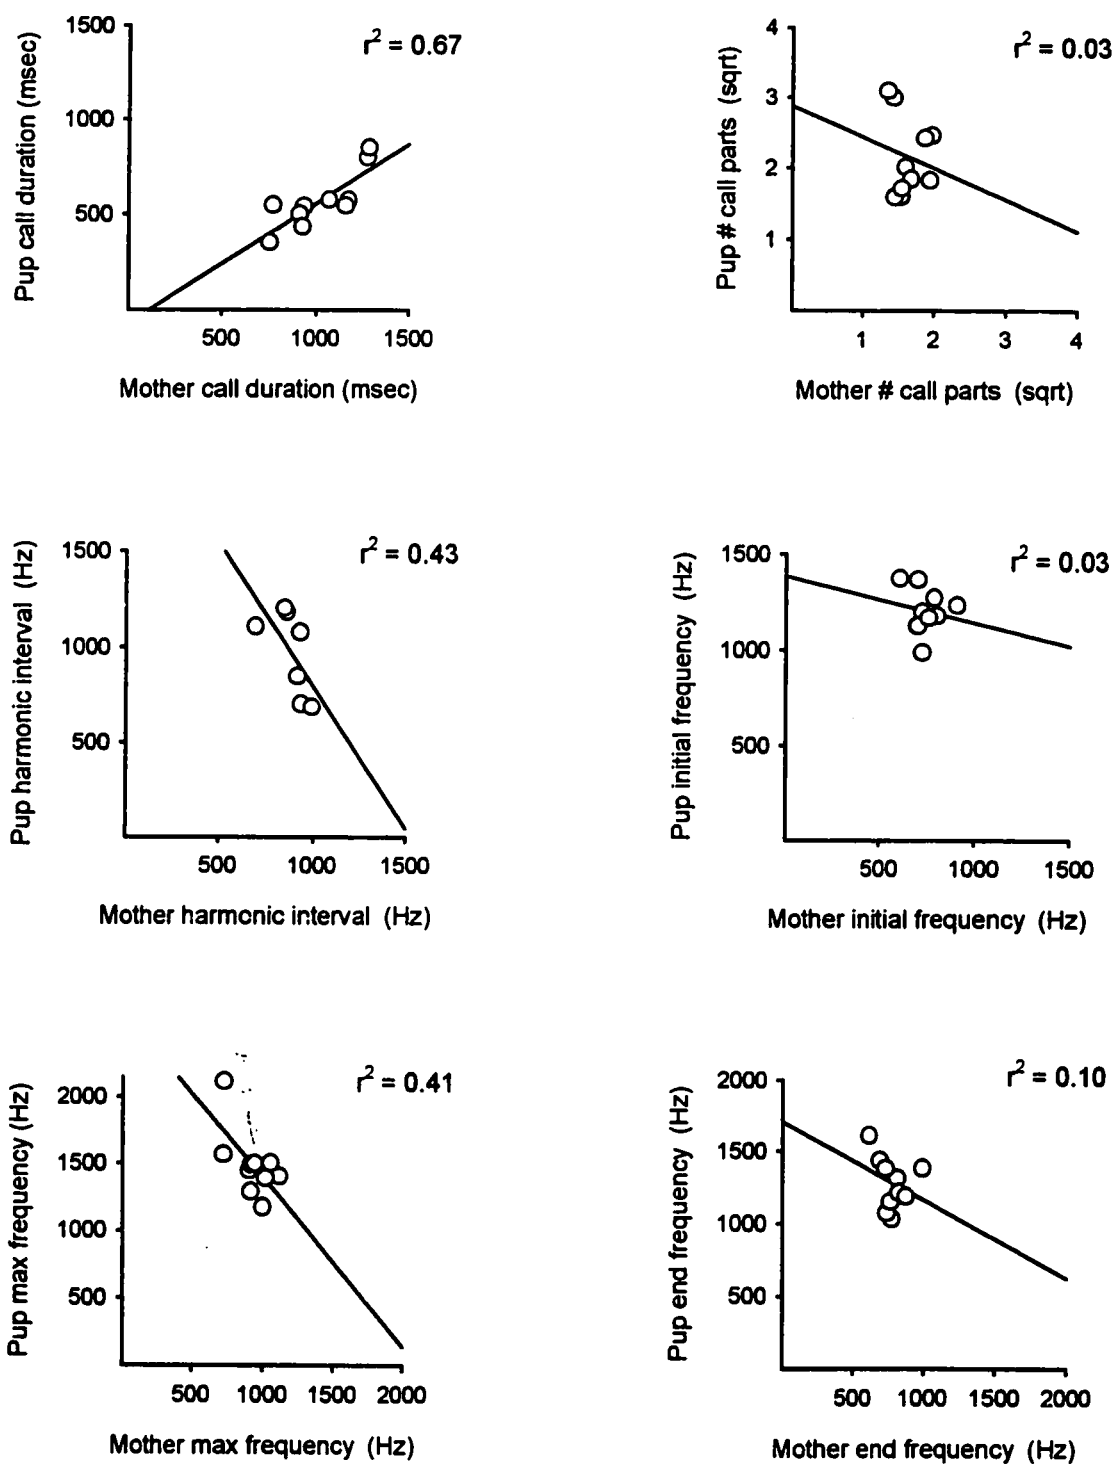 1500
r² = 0.67
1000
500
Pup call duration (msec)
500 1000 1500
Mother call duration (msec)
4
r² = 0.03
3
2
1
Pup # call parts (sqrt)
1 2 3 4
Mother # call parts (sqrt)
1500
r² = 0.43
1000
500
Pup harmonic interval (Hz)
500 1000 1500
Mother harmonic interval (Hz)
1500
r² = 0.03
1000
500
Pup initial frequency (Hz)
500 1000 1500
Mother initial frequency (Hz)
2000
r² = 0.41
1500
1000
500
Pup max frequency (Hz)
500 1000 1500 2000
Mother max frequency (Hz)
2000
r² = 0.10
1500
1000
500
Pup end frequency (Hz)
500 1000 1500 2000
Mother end frequency (Hz)